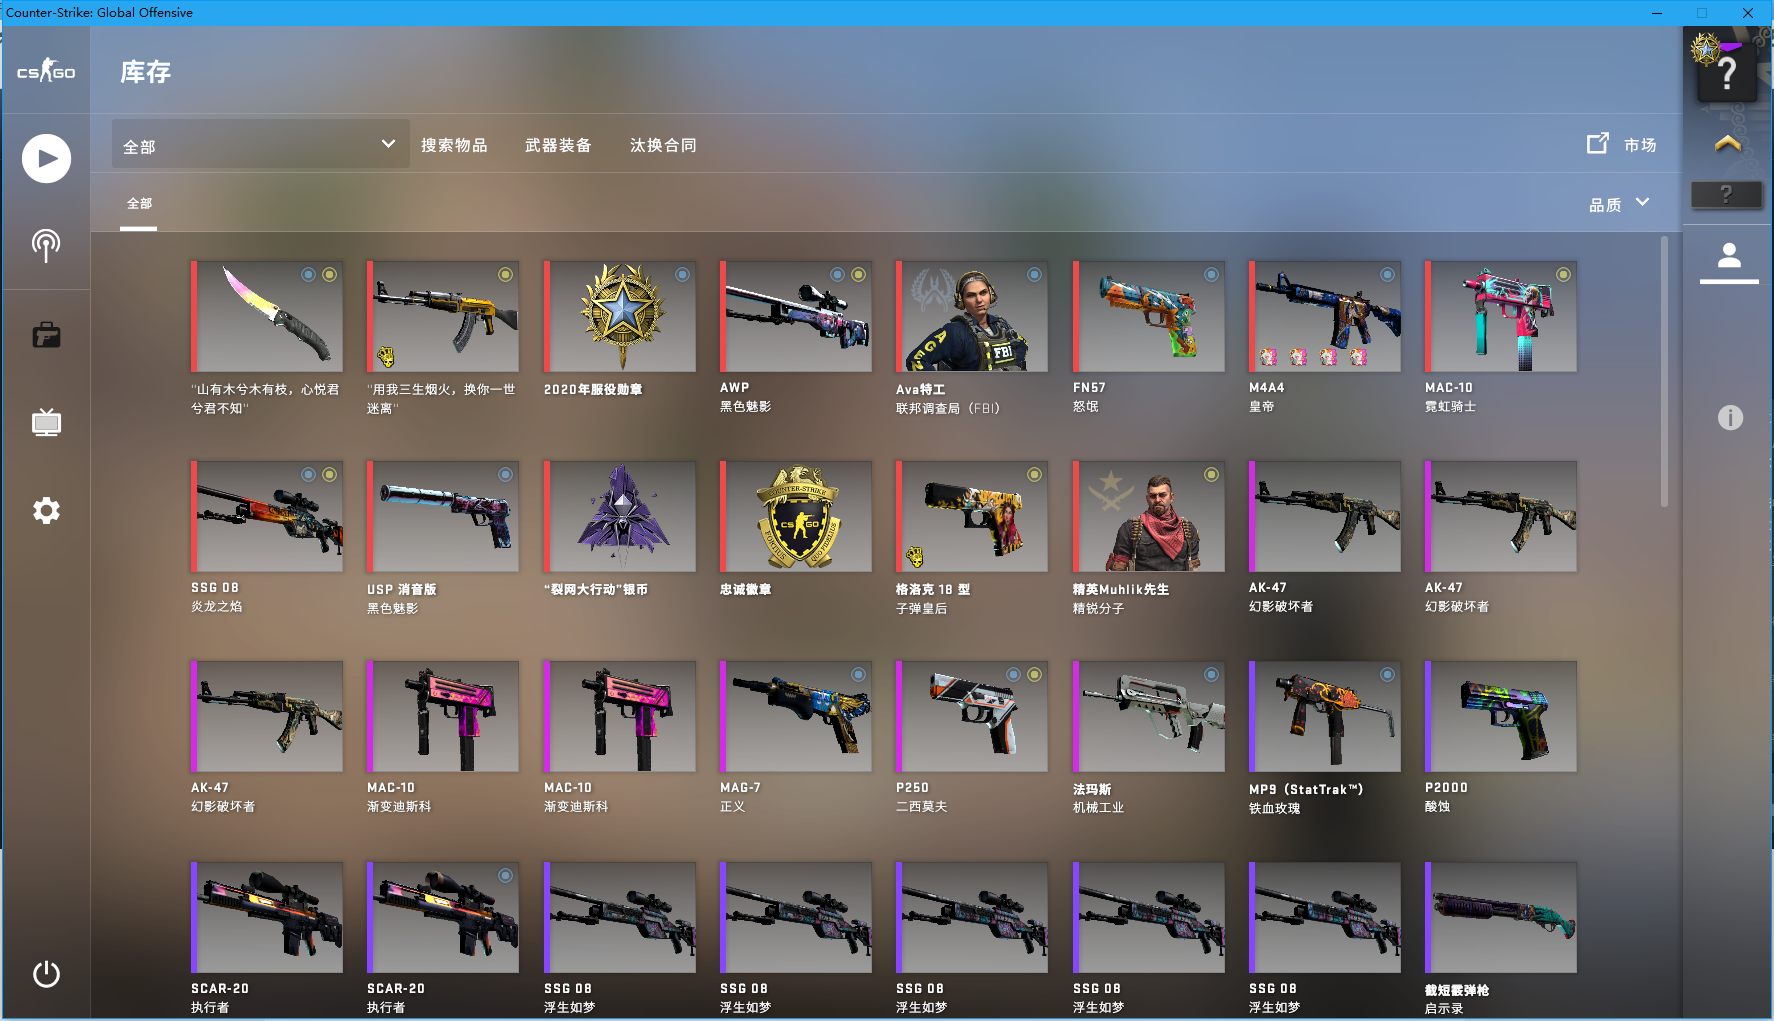 Counter-Strike: Global Offensive
CS GO
库存
全部
搜索物品
武器装备
汰换合同
市场
全部
品质
"山有木兮木有枝，心悦君
兮君不知"
"用我三生烟火，换你一世
迷离"
2020年服役勋章
AWP
黑色魅影
Ava特工
联邦调查局（FBI）
FN57
怒氓
M4A4
皇帝
MAC-10
霓虹骑士
FBI
SSG 08
炎龙之焰
USP 消音版
黑色魅影
“裂网大行动”银币
COUNTER-STRIKE
CS GO
忠诚徽章
格洛克 18 型
子弹皇后
精英Muhlik先生
精锐分子
AK-47
幻影破坏者
AK-47
幻影破坏者
AK-47
幻影破坏者
MAC-10
渐变迪斯科
MAC-10
渐变迪斯科
MAG-7
正义
P250
二西莫夫
法玛斯
机械工业
MP9（StatTrak™）
铁血玫瑰
P2000
酸蚀
SCAR-20
执行者
SCAR-20
执行者
SSG 08
浮生如梦
SSG 08
浮生如梦
SSG 08
浮生如梦
SSG 08
浮生如梦
SSG 08
浮生如梦
截短霰弹枪
启示录